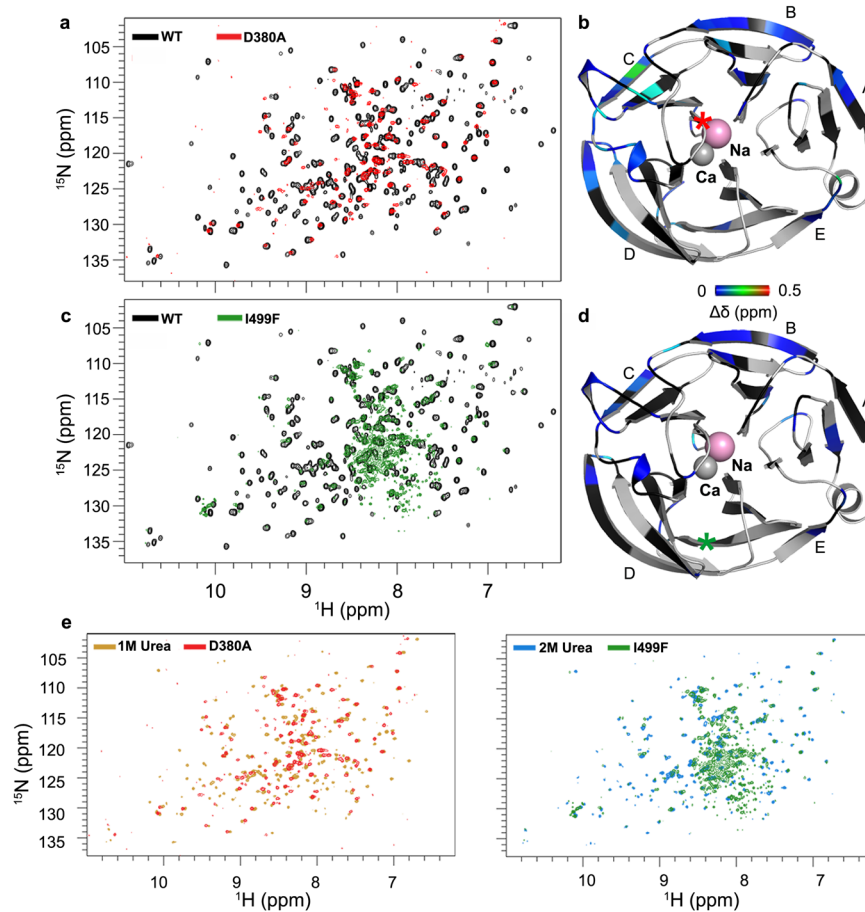 a
WT
D380A
105
110
115
120
125
130
135
15N (ppm)
b
B
C
A
Na
Ca
E
D
0
0.5
Δδ (ppm)
c
WT
I499F
105
110
115
120
125
130
135
15N (ppm)
10
9
8
7
1H (ppm)
d
B
C
A
Na
Ca
E
D
e
1M Urea
D380A
105
110
115
120
125
130
135
15N (ppm)
10
9
8
7
1H (ppm)
2M Urea
I499F
10
9
8
7
1H (ppm)